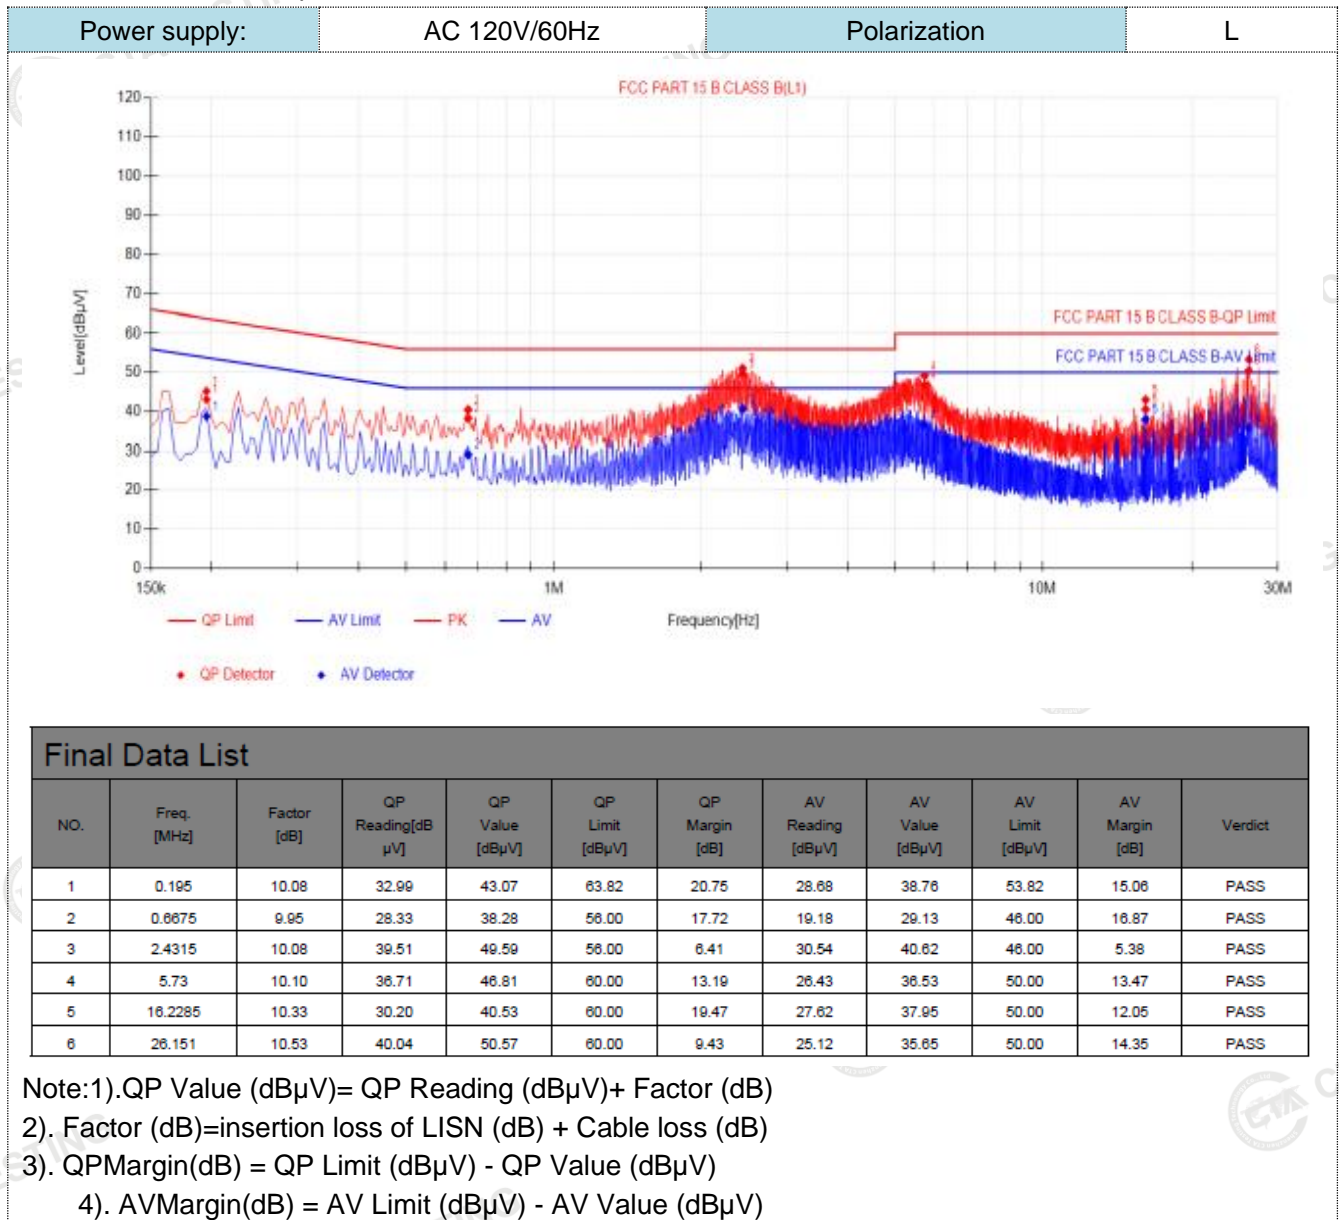 Power supply: AC 120V/60Hz Polarization L
FCC PART 15 B CLASS B(L1)
120
110
100
90
80
70
60
50
40
30
20
10
0
Level[dBµV]
FCC PART 15 B CLASS B-QP Limit
FCC PART 15 B CLASS B-AV Limit
150k 1M 10M 30M
QP Limit AV Limit PK AV Frequency[Hz]
QP Detector AV Detector
Final Data List
NO. Freq. [MHz] Factor [dB] QP Reading[dBµV] QP Value [dBµV] QP Limit [dBµV] QP Margin [dB] AV Reading [dBµV] AV Value [dBµV] AV Limit [dBµV] AV Margin [dB] Verdict
1 0.195 10.08 32.99 43.07 63.82 20.75 28.68 38.76 53.82 15.06 PASS
2 0.6675 9.95 28.33 38.28 56.00 17.72 19.18 29.13 46.00 16.87 PASS
3 2.4315 10.08 39.51 49.59 56.00 6.41 30.54 40.62 46.00 5.38 PASS
4 5.73 10.10 36.71 46.81 60.00 13.19 26.43 36.53 50.00 13.47 PASS
5 16.2285 10.33 30.20 40.53 60.00 19.47 27.62 37.95 50.00 12.05 PASS
6 26.151 10.53 40.04 50.57 60.00 9.43 25.12 35.65 50.00 14.35 PASS
Note:1).QP Value (dBµV)= QP Reading (dBµV)+ Factor (dB)
2). Factor (dB)=insertion loss of LISN (dB) + Cable loss (dB)
3). QPMargin(dB) = QP Limit (dBµV) - QP Value (dBµV)
4). AVMargin(dB) = AV Limit (dBµV) - AV Value (dBµV)